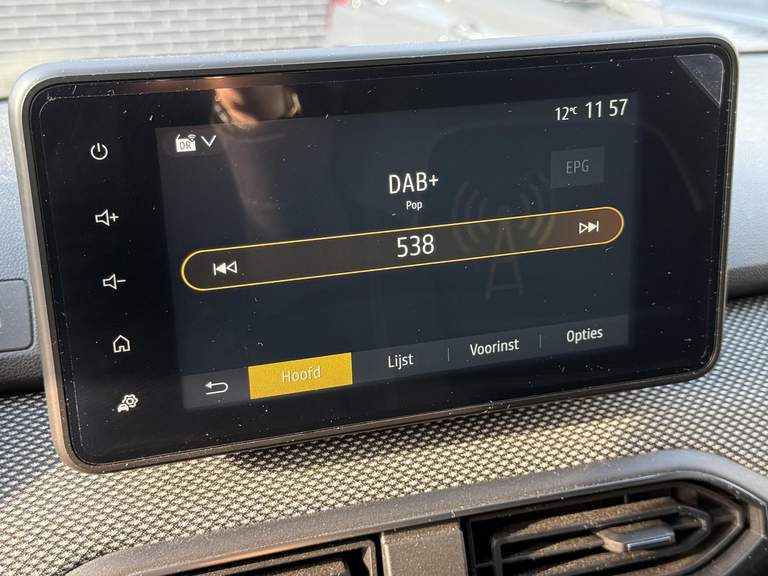 12°C 11 57
DR
EPG
DAB+
Pop
538
Hoofd Lijst Voorinst Opties